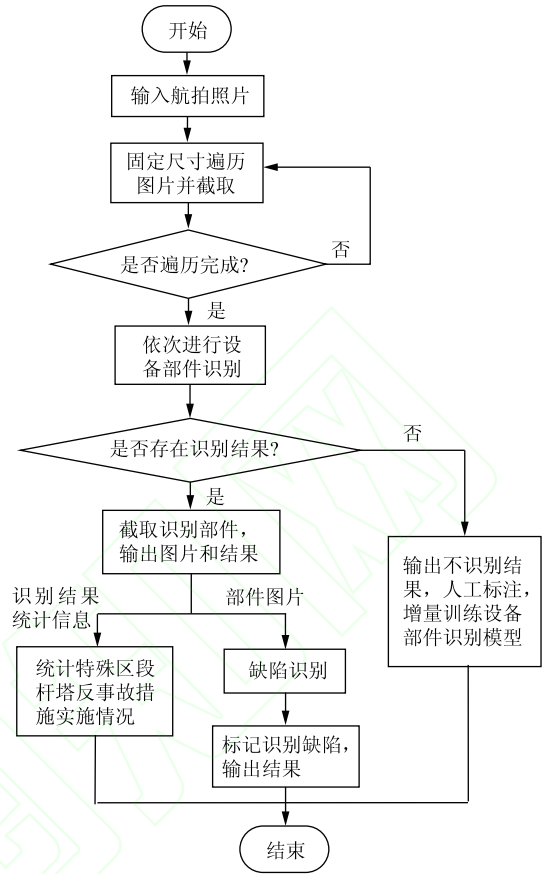 开始
输入航拍照片
固定尺寸遍历
图片并截取
是否遍历完成?
否
是
依次进行设
备部件识别
是否存在识别结果?
否
是
截取识别部件，
输出图片和结果
输出不识别结
果，人工标注，
增量训练设备
部件识别模型
识别结果
统计信息
部件图片
统计特殊区段
杆塔反事故措
施实施情况
缺陷识别
标记识别缺陷，
输出结果
结束